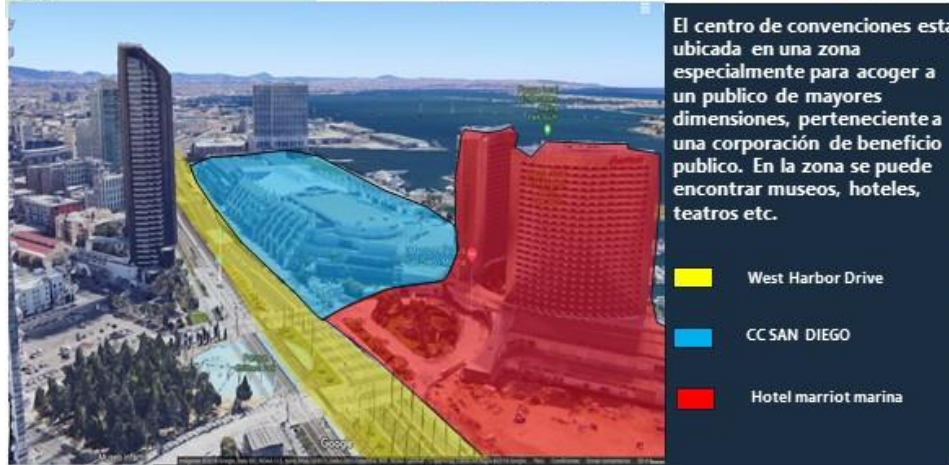 El centro de convenciones esta
ubicada en una zona
especialmente para acoger a
un publico de mayores
dimensiones, perteneciente a
una corporación de beneficio
publico. En la zona se puede
encontrar museos, hoteles,
teatros etc.
West Harbor Drive
CC SAN DIEGO
Hotel marriot marina
Google